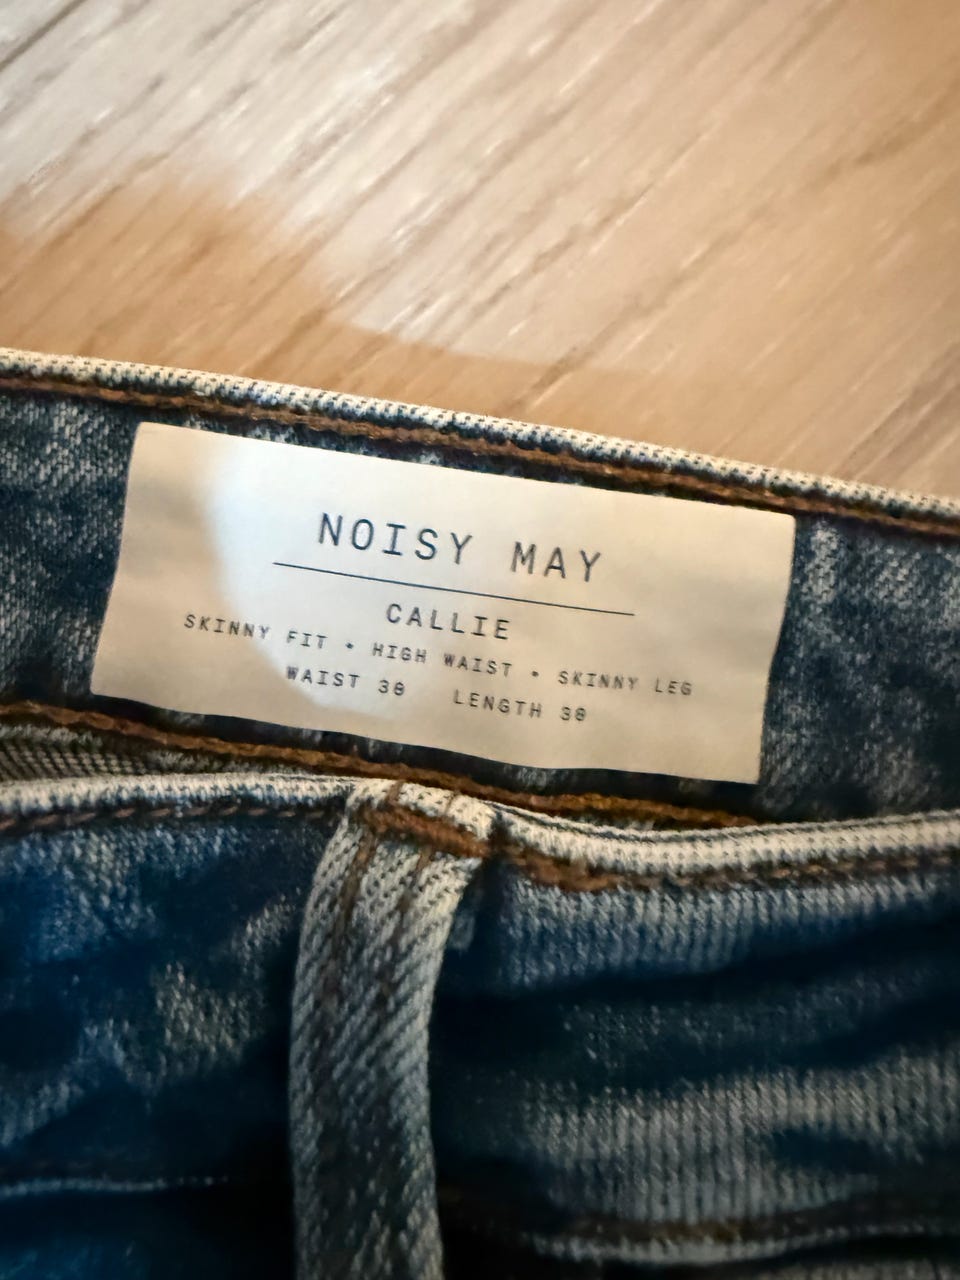 NOISY MAY
CALLIE
SKINNY FIT • HIGH WAIST • SKINNY LEG
WAIST 30 LENGTH 30